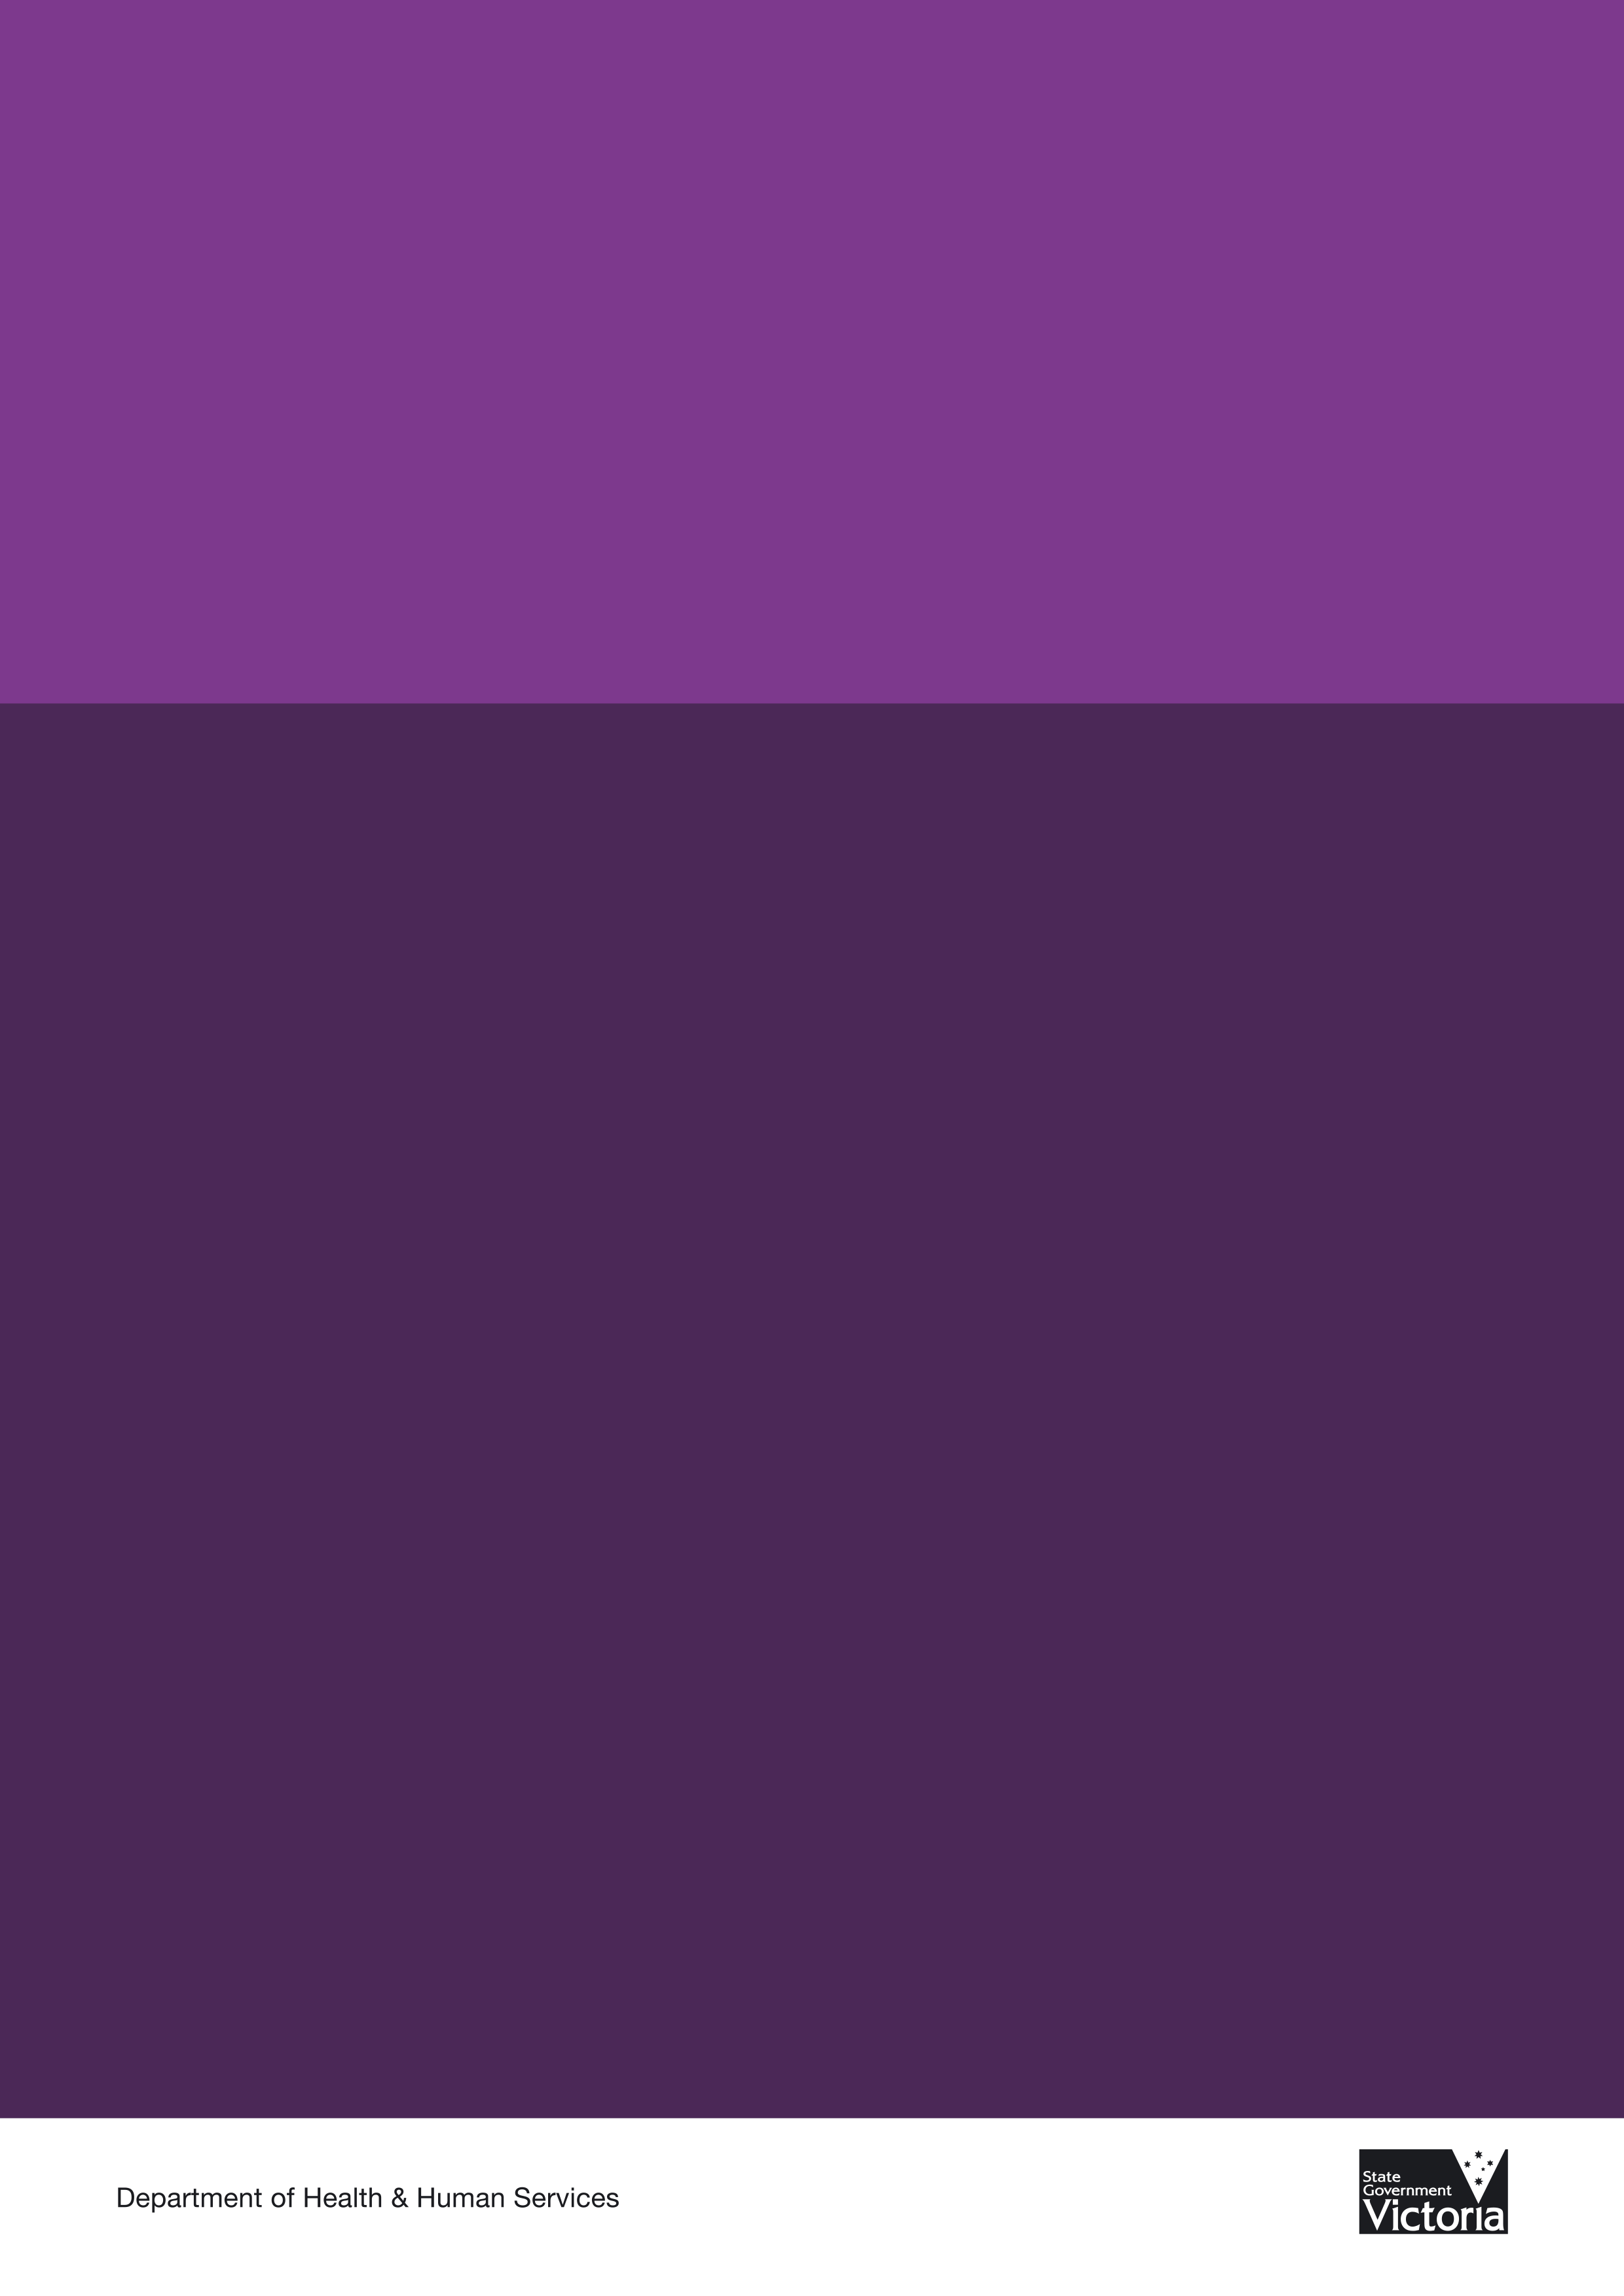 Department of Health & Human Services
State
Government
Victoria